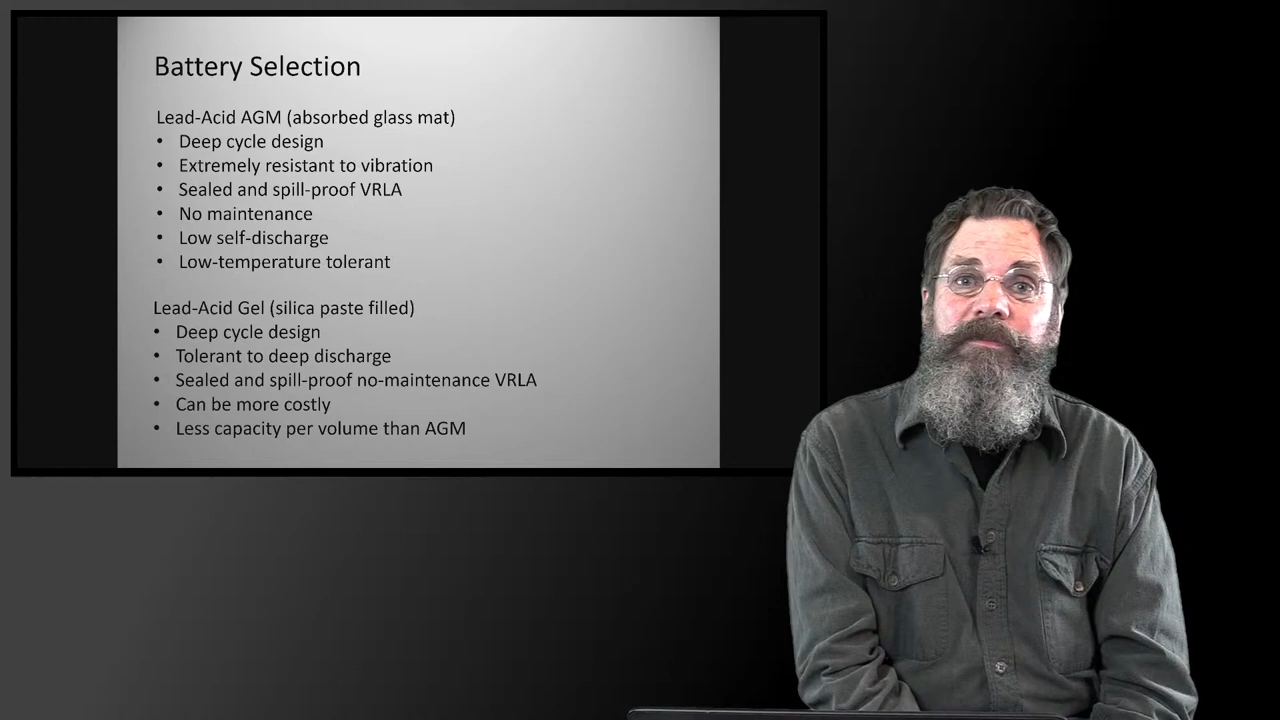 Battery Selection
Lead-Acid AGM (absorbed glass mat)
• Deep cycle design
• Extremely resistant to vibration
• Sealed and spill-proof VRLA
• No maintenance
• Low self-discharge
• Low-temperature tolerant
Lead-Acid Gel (silica paste filled)
• Deep cycle design
• Tolerant to deep discharge
• Sealed and spill-proof no-maintenance VRLA
• Can be more costly
• Less capacity per volume than AGM